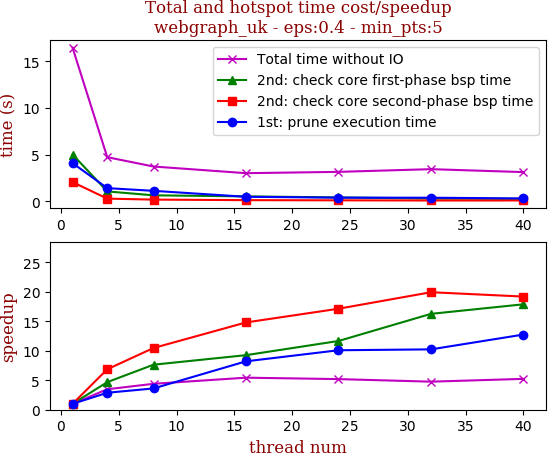 Total and hotspot time cost/speedup
webgraph_uk - eps:0.4 - min_pts:5
time (s)
15
10
5
0
Total time without IO
2nd: check core first-phase bsp time
2nd: check core second-phase bsp time
1st: prune execution time
0 5 10 15 20 25 30 35 40
speedup
25
20
15
10
5
0
0 5 10 15 20 25 30 35 40
thread num